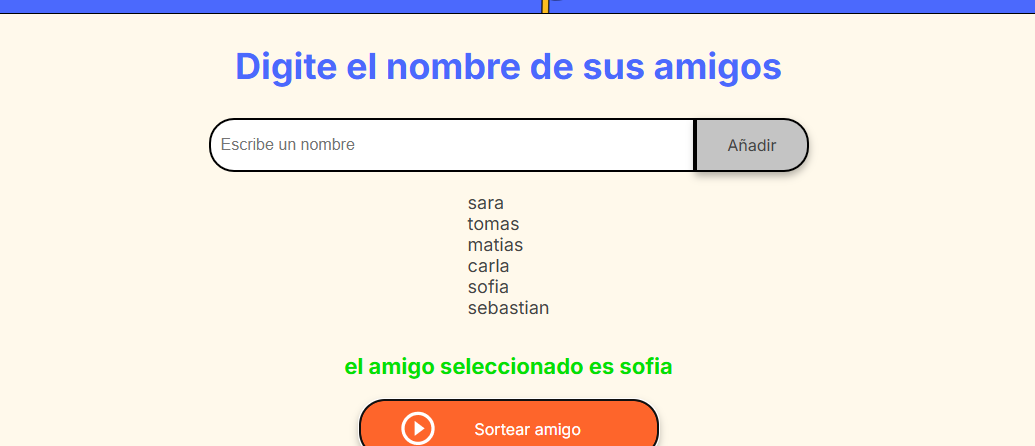 Digite el nombre de sus amigos
Escribe un nombre
Añadir
sara
tomas
matias
carla
sofia
sebastian
el amigo seleccionado es sofia
Sortear amigo